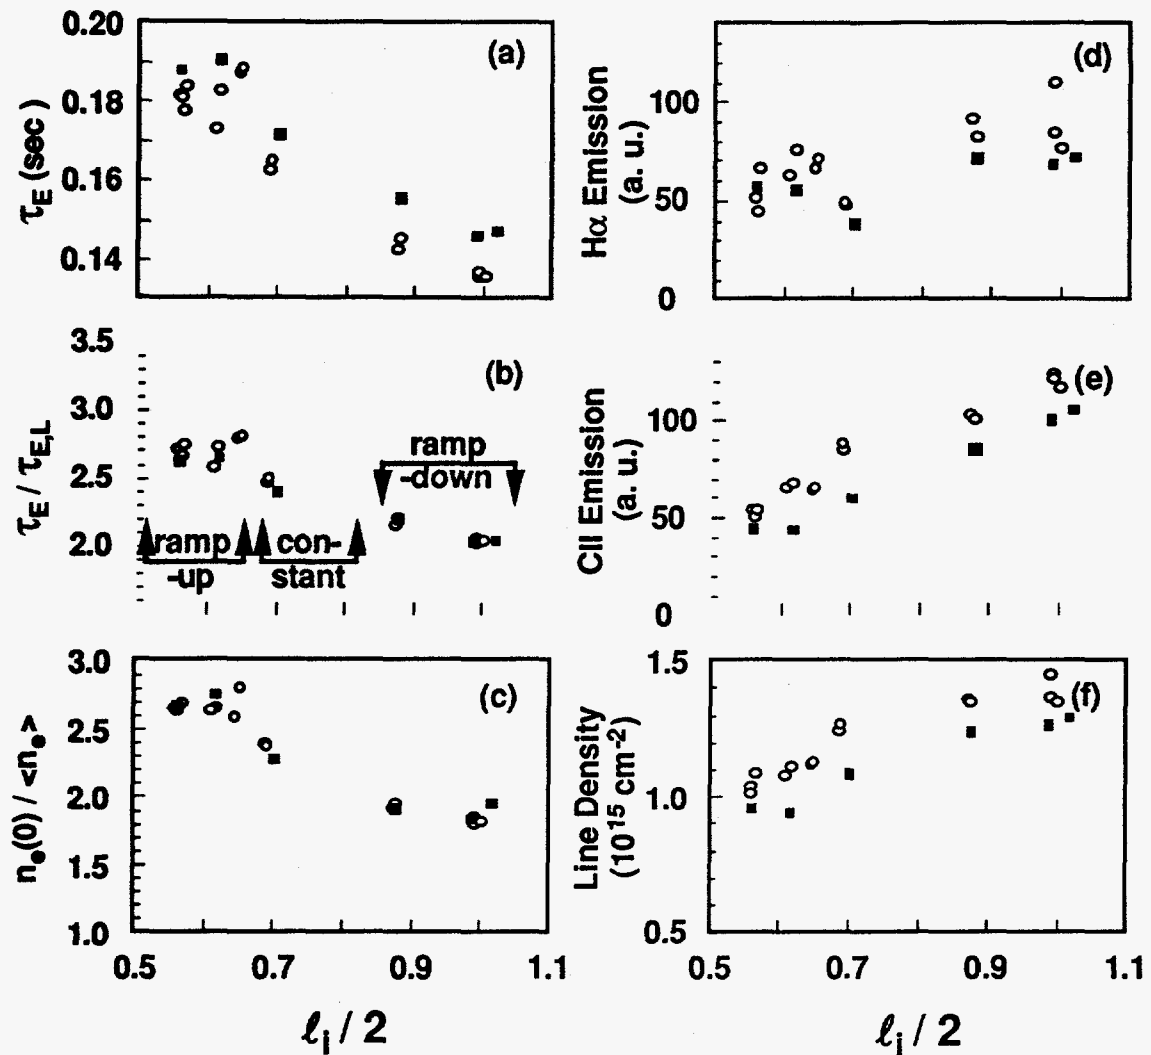 0.20
0.18
0.16
0.14
τE (sec)
(a)
3.5
3.0
2.5
2.0
τE / τE,L
(b)
ramp
-up
con-
stant
ramp
-down
3.0
2.5
2.0
1.5
1.0
ne(0) / <ne>
(c)
0.5
0.7
0.9
1.1
ℓi / 2
100
50
0
Hα Emission
(a. u.)
(d)
100
50
0
CII Emission
(a. u.)
(e)
1.5
1.0
0.5
Line Density
(10¹⁵ cm⁻²)
(f)
0.5
0.7
0.9
1.1
ℓi / 2